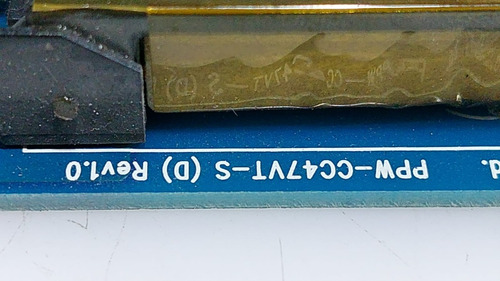 PPW-CC47VT-S (D) Rev1.0
d.